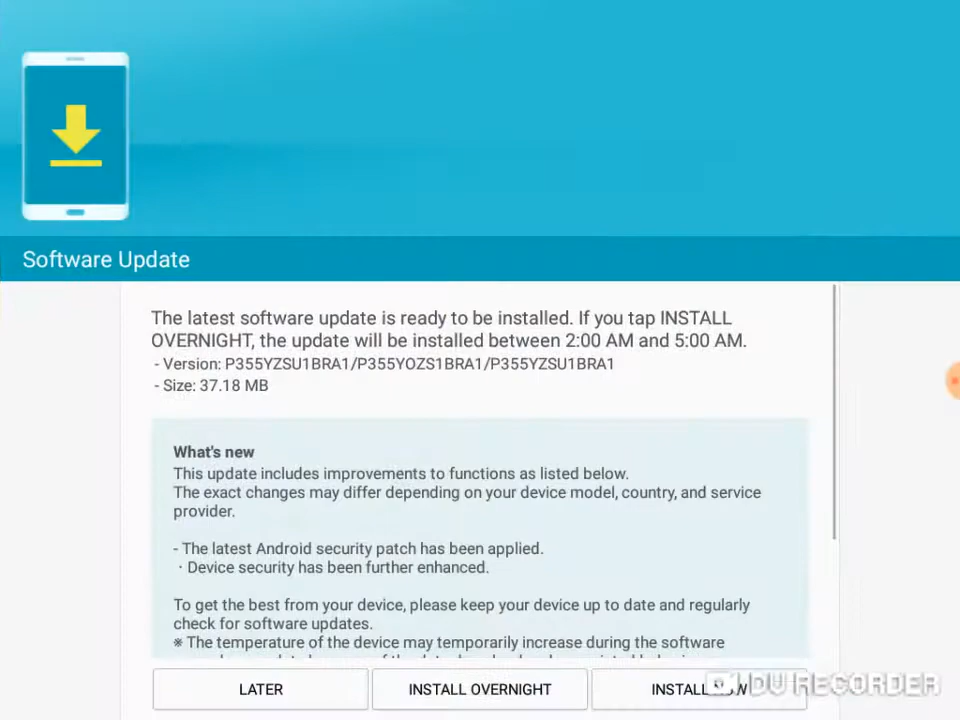 Software Update
The latest software update is ready to be installed. If you tap INSTALL
OVERNIGHT, the update will be installed between 2:00 AM and 5:00 AM.
- Version: P355YZSU1BRA1/P355YOZS1BRA1/P355YZSU1BRA1
- Size: 37.18 MB
What's new
This update includes improvements to functions as listed below.
The exact changes may differ depending on your device model, country, and service
provider.
- The latest Android security patch has been applied.
· Device security has been further enhanced.
To get the best from your device, please keep your device up to date and regularly
check for software updates.
※ The temperature of the device may temporarily increase during the software
LATER
INSTALL OVERNIGHT
INSTALL NOW
DU RECORDER